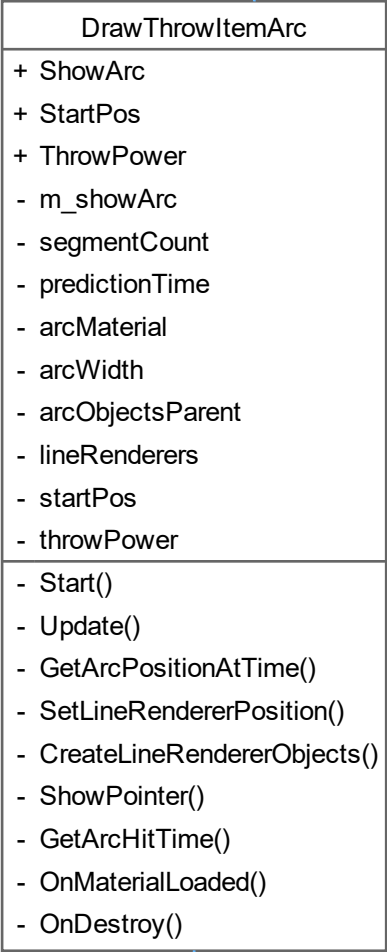 DrawThrowItemArc
+ ShowArc
+ StartPos
+ ThrowPower
- m_showArc
- segmentCount
- predictionTime
- arcMaterial
- arcWidth
- arcObjectsParent
- lineRenderers
- startPos
- throwPower
- Start()
- Update()
- GetArcPositionAtTime()
- SetLineRendererPosition()
- CreateLineRendererObjects()
- ShowPointer()
- GetArcHitTime()
- OnMaterialLoaded()
- OnDestroy()